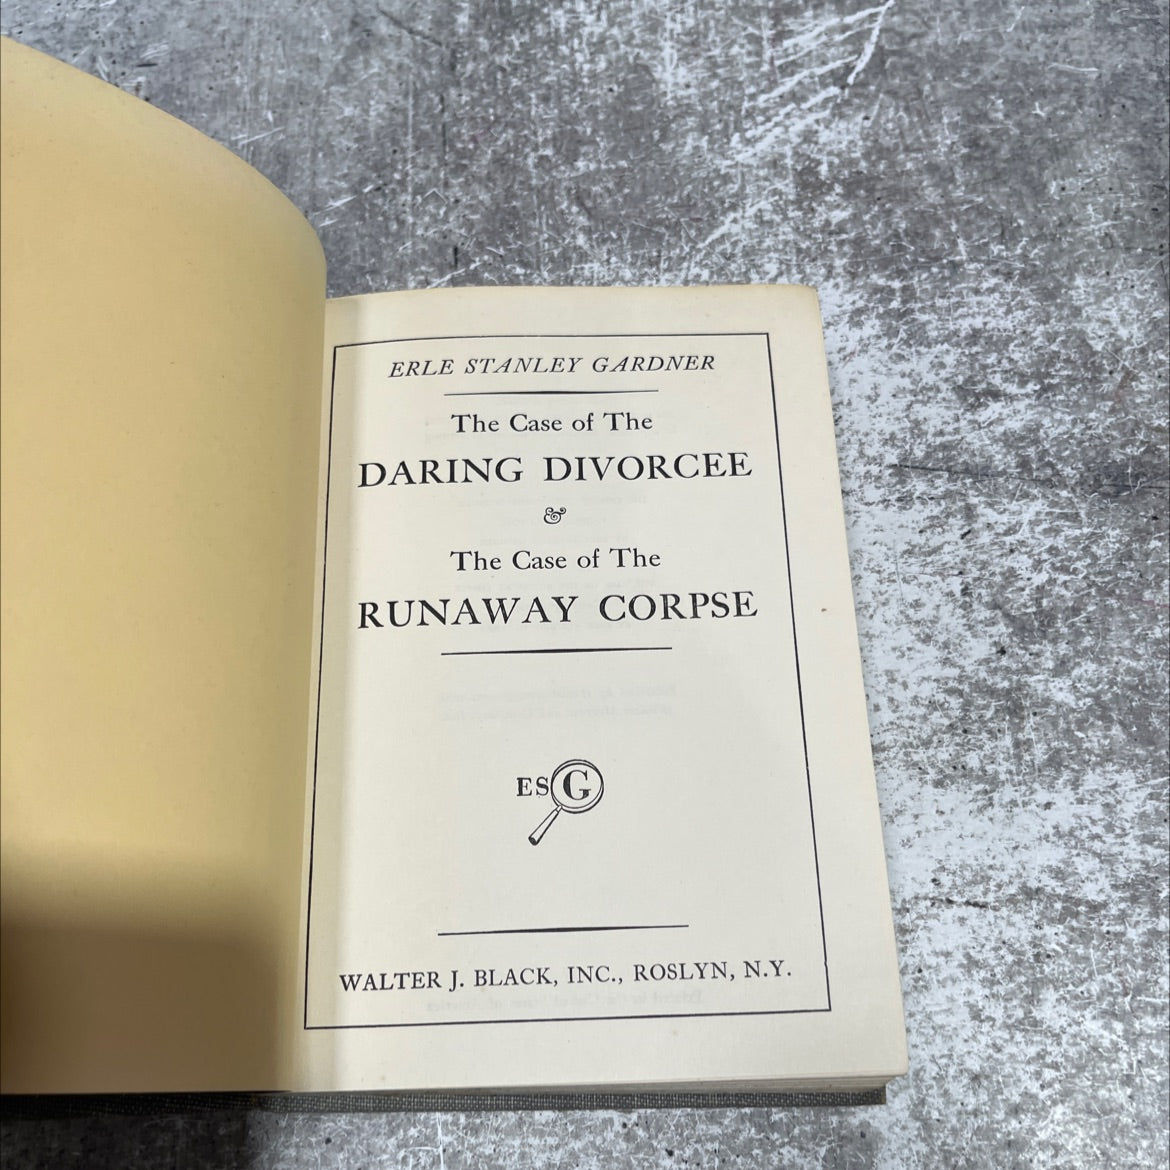 ERLE STANLEY GARDNER
The Case of The
DARING DIVORCEE
&
The Case of The
RUNAWAY CORPSE
ESG
WALTER J. BLACK, INC., ROSLYN, N.Y.